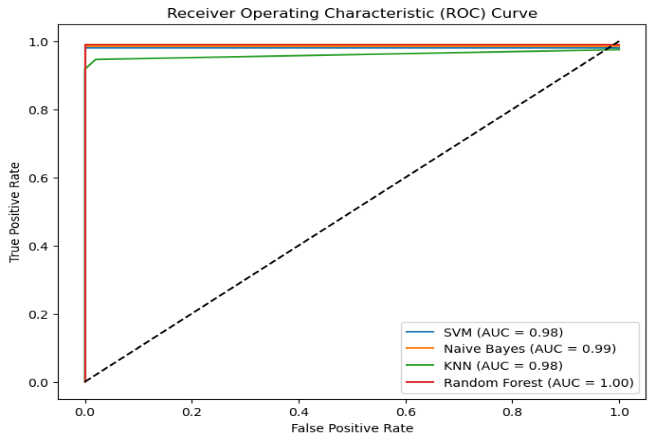 Receiver Operating Characteristic (ROC) Curve
True Positive Rate
1.0
0.8
0.6
0.4
0.2
0.0
SVM (AUC = 0.98)
Naive Bayes (AUC = 0.99)
KNN (AUC = 0.98)
Random Forest (AUC = 1.00)
0.0 0.2 0.4 0.6 0.8 1.0
False Positive Rate